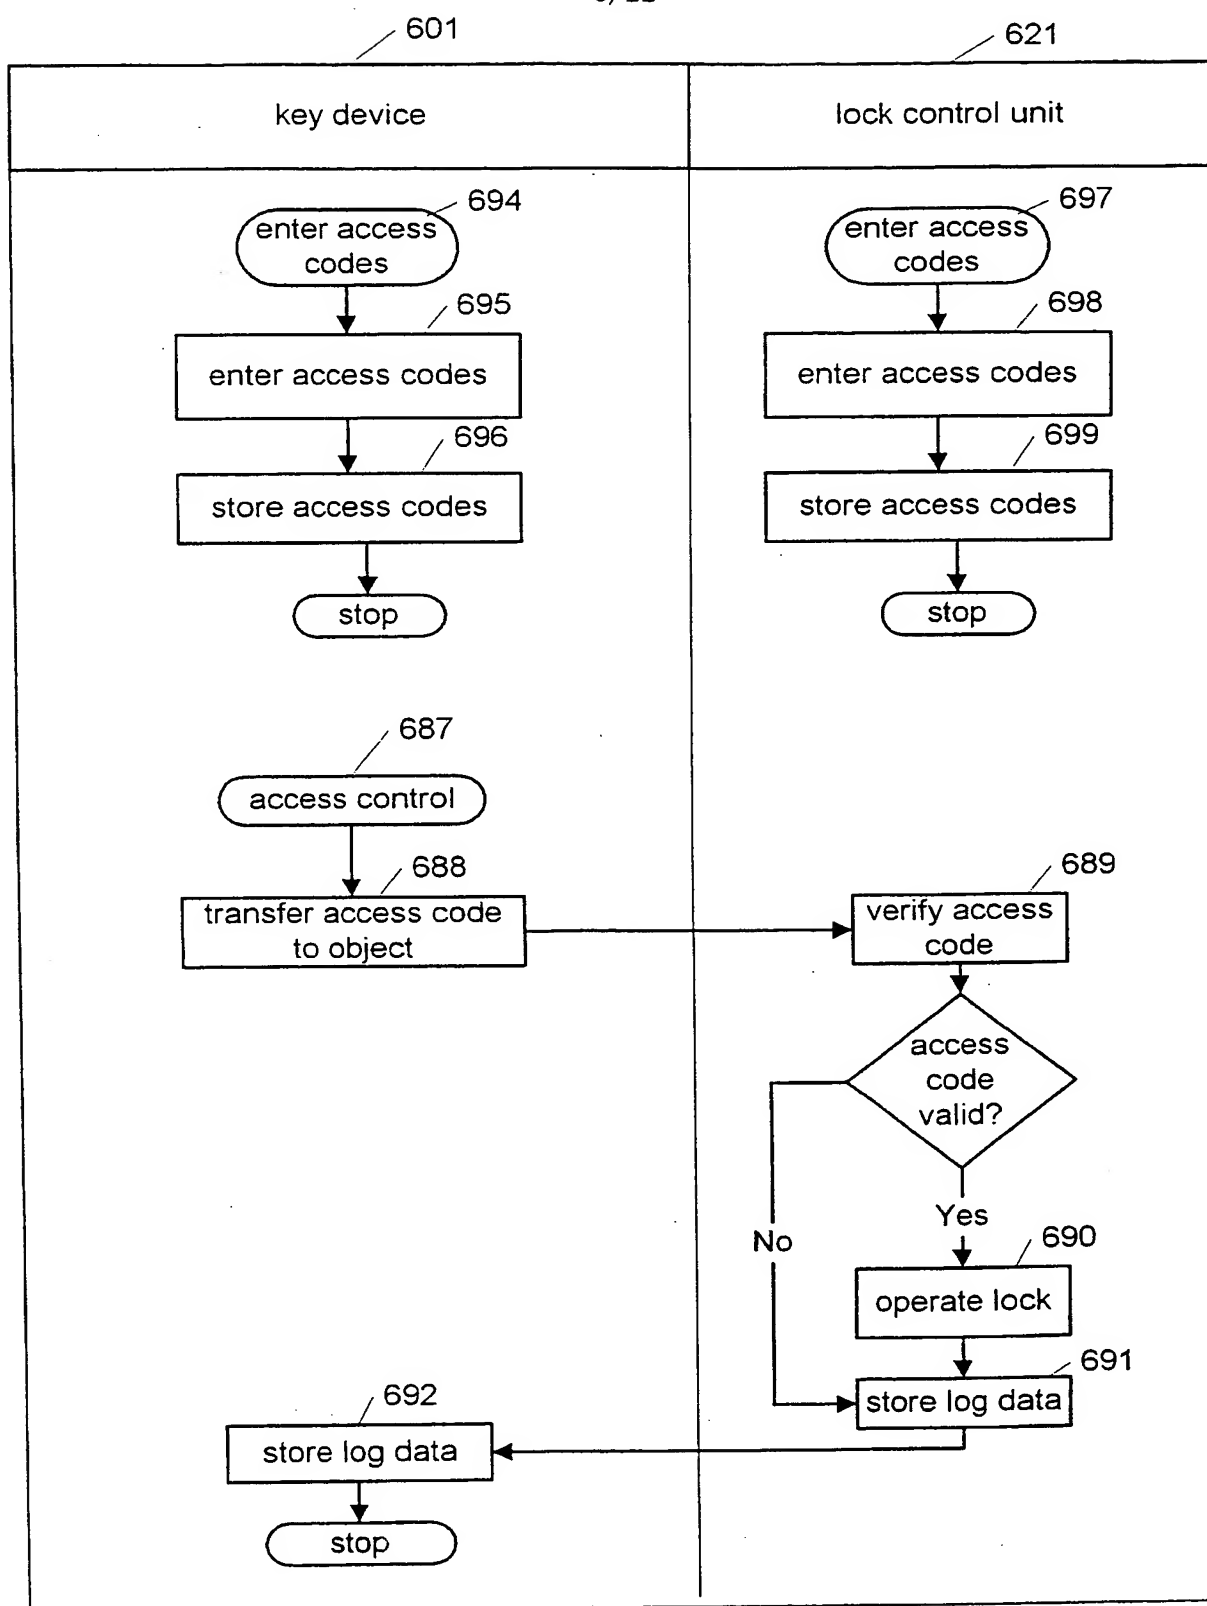 601
621
key device
lock control unit
694
enter access
codes
697
enter access
codes
695
enter access codes
698
enter access codes
696
store access codes
699
store access codes
stop
stop
687
access control
688
transfer access code
to object
689
verify access
code
access
code
valid?
No
Yes
690
operate lock
691
store log data
692
store log data
stop